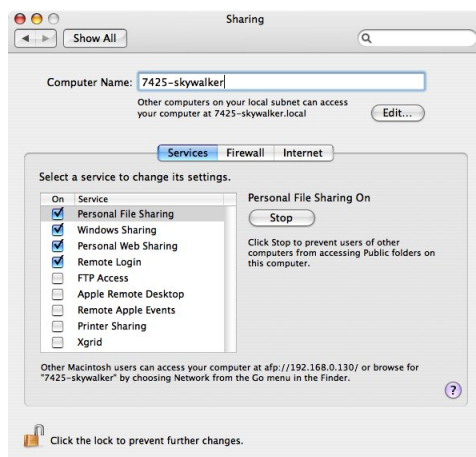 Sharing
Show All
Computer Name: 7425-skywalker
Other computers on your local subnet can access
your computer at 7425-skywalker.local
Edit...
Services Firewall Internet
Select a service to change its settings.
On Service
Personal File Sharing
Windows Sharing
Personal Web Sharing
Remote Login
FTP Access
Apple Remote Desktop
Remote Apple Events
Printer Sharing
Xgrid
Personal File Sharing On
Stop
Click Stop to prevent users of other
computers from accessing Public folders on
this computer.
Other Macintosh users can access your computer at afp://192.168.0.130/ or browse for
"7425-skywalker" by choosing Network from the Go menu in the Finder.
?
Click the lock to prevent further changes.